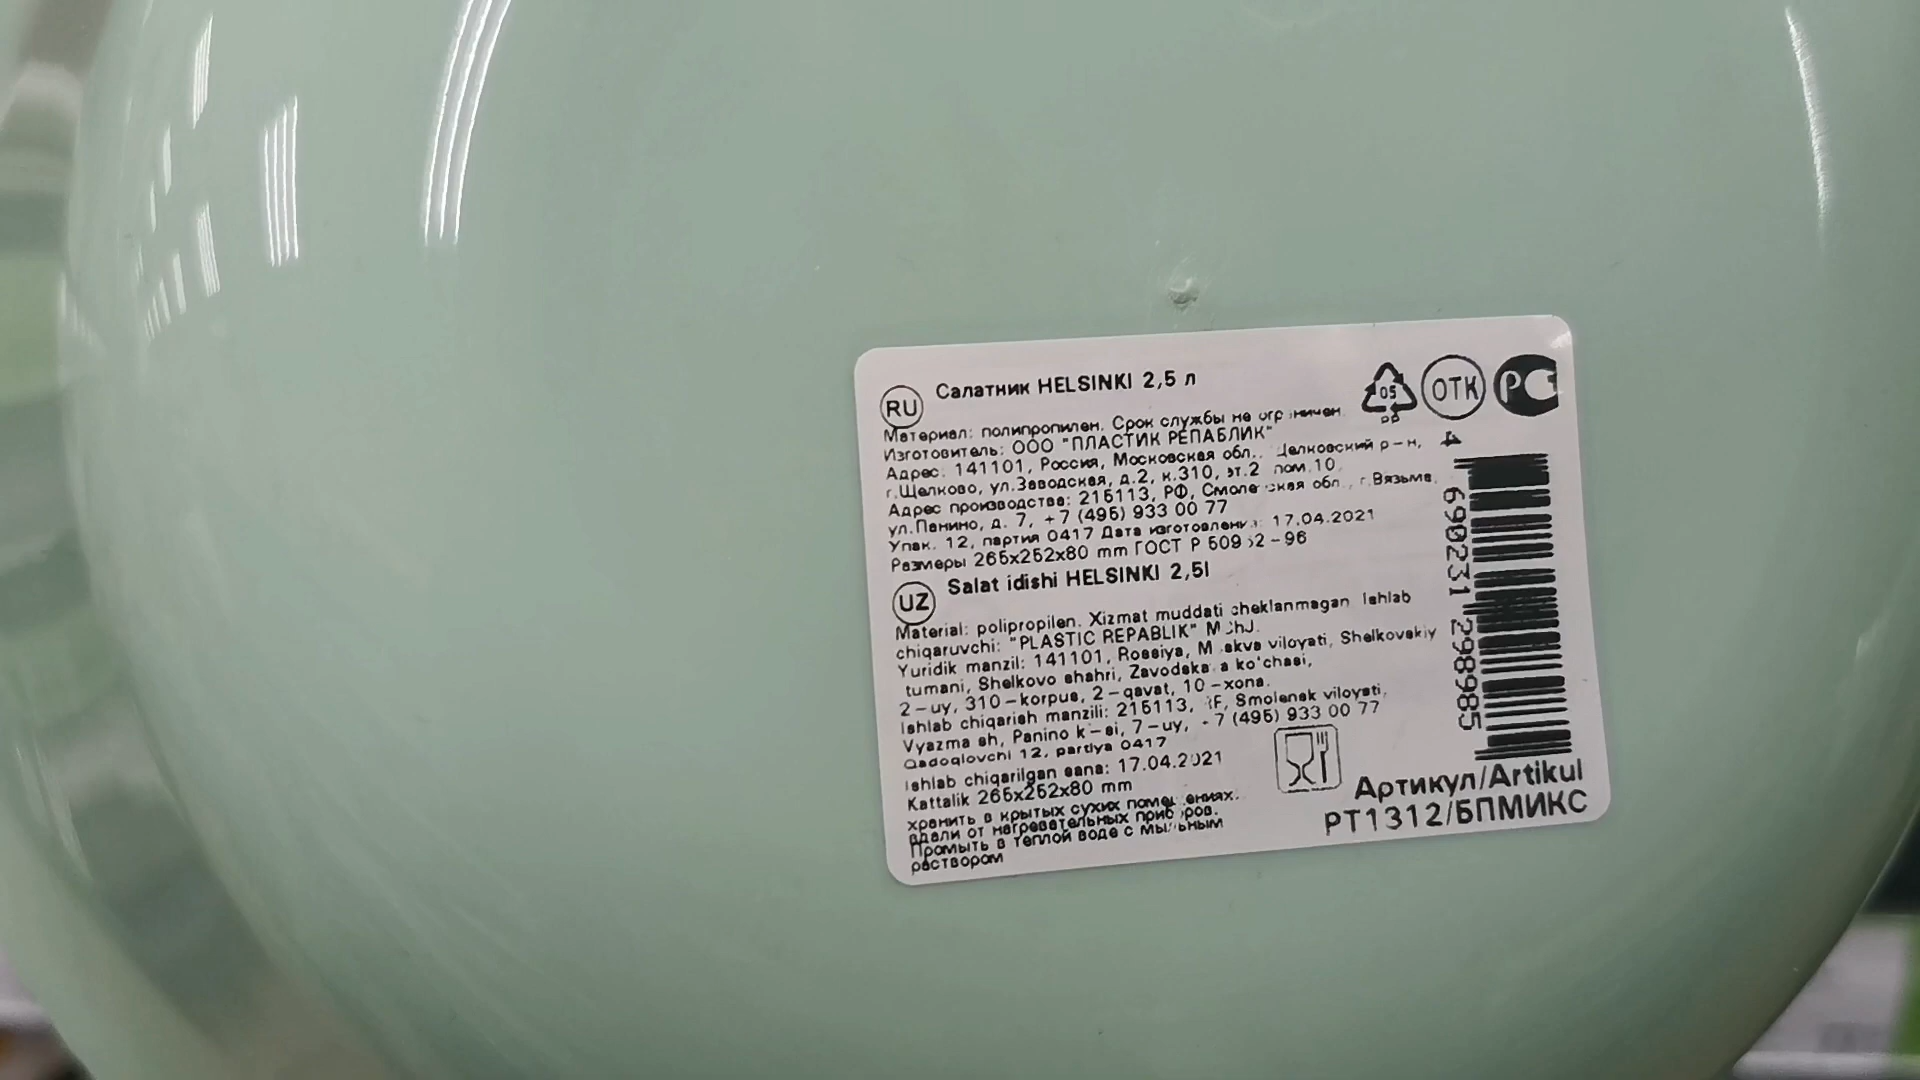 RU Салатник HELSINKI 2,5 л
Материал: полипропилен. Срок службы не ограничен.
Изготовитель: ООО "ПЛАСТИК РЕПАБЛИК"
Адрес: 141101, Россия, Московская обл., Щелковский р-н,
г.Щелково, ул.Заводская, д.2, к.310, эт.2 пом.10
Адрес производства: 215113, РФ, Смоленская обл., г.Вязьма,
ул.Панино, д. 7, +7 (495) 933 00 77
Упак. 12, партия 0417 Дата изготовления: 17.04.2021
Размеры 265x252x80 mm ГОСТ Р 50962-96
UZ Salat idishi HELSINKI 2,5l
Material: polipropilen. Xizmat muddati cheklanmagan Ishlab
chiqaruvchi: "PLASTIC REPABLIK" MChJ.
Yuridik manzil: 141101, Rossiya, Moskva viloyati, Shelkovskiy
tumani, Shelkovo shahri, Zavodskaya ko'chasi,
2-uy, 310-korpus, 2-qavat, 10-xona.
Ishlab chiqarish manzili: 215113, RF, Smolensk viloyati,
Vyazma sh, Panino k-si, 7-uy, +7 (495) 933 00 77
Qadoqlovchi 12, partiya 0417
Ishlab chiqarilgan sana: 17.04.2021
Kattalik 265x252x80 mm
хранить в крытых сухих помещениях.
вдали от нагревательных приборов.
Промыть в теплой воде с мыльным
раствором
05
PP
ОТК
РС
4 690231 298985
Артикул/Artikul
PT1312/БПМИКС